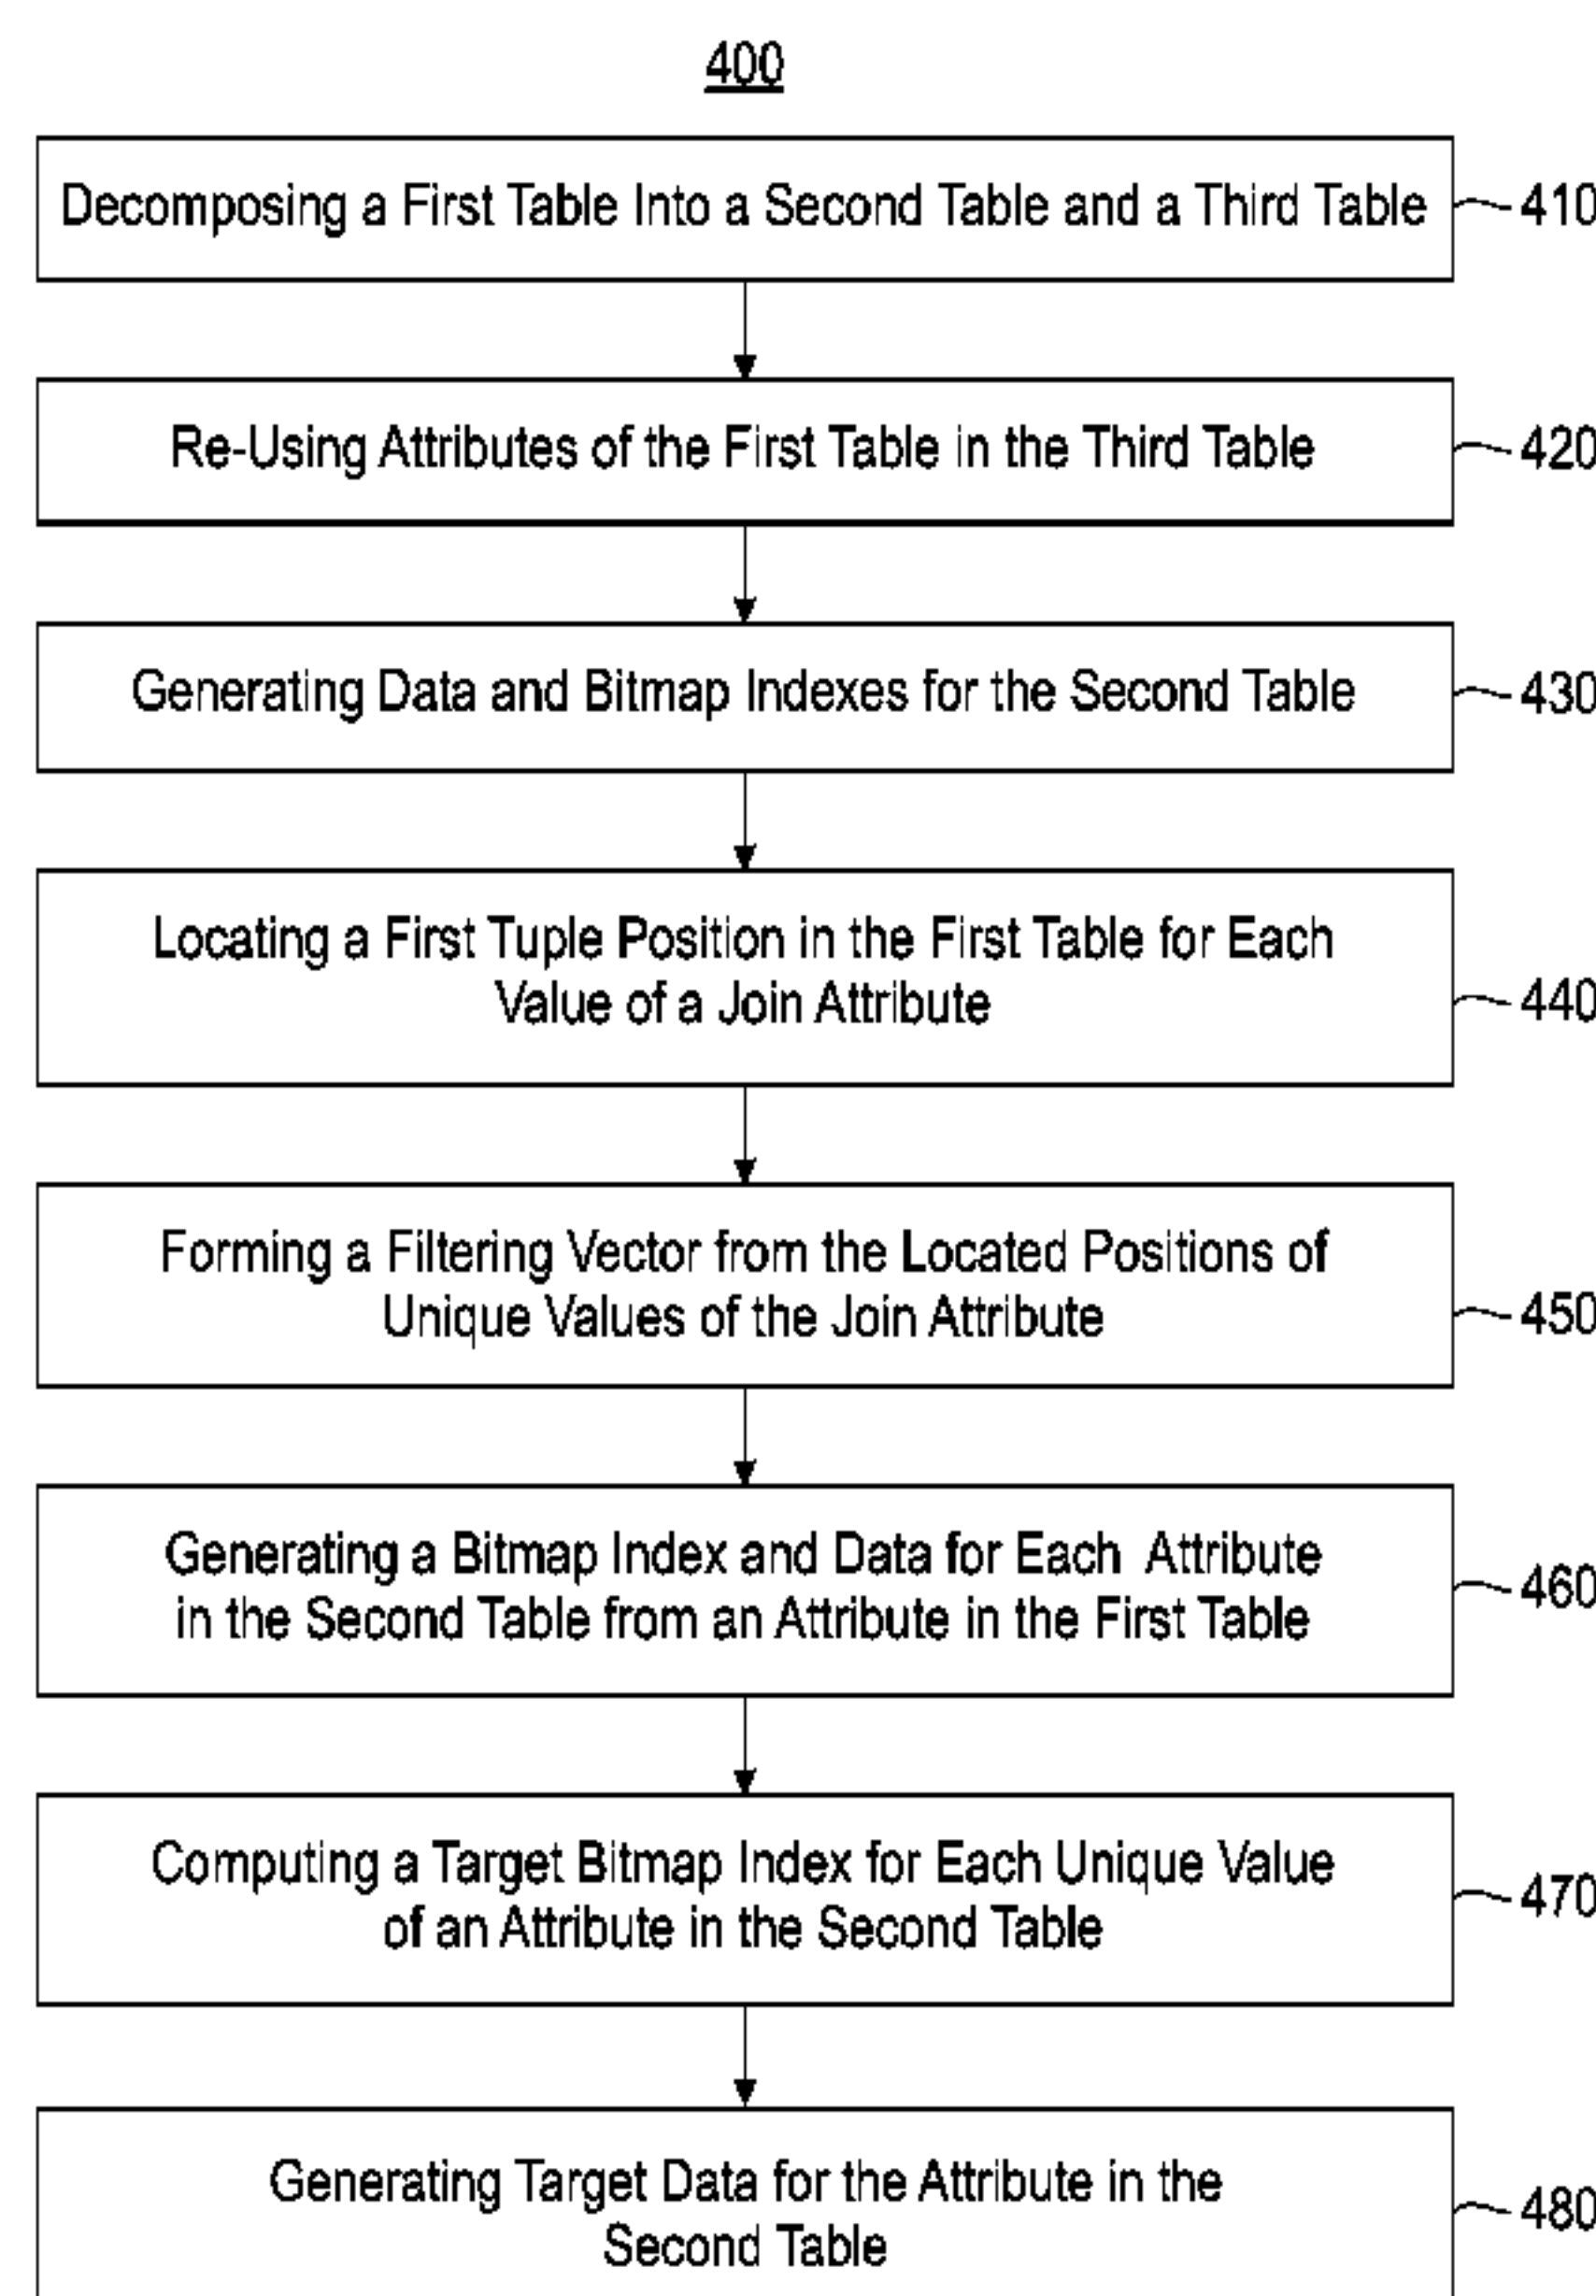 400
Decomposing a First Table Into a Second Table and a Third Table
410
Re-Using Attributes of the First Table in the Third Table
420
Generating Data and Bitmap Indexes for the Second Table
430
Locating a First Tuple Position in the First Table for Each
Value of a Join Attribute
440
Forming a Filtering Vector from the Located Positions of
Unique Values of the Join Attribute
450
Generating a Bitmap Index and Data for Each Attribute
in the Second Table from an Attribute in the First Table
460
Computing a Target Bitmap Index for Each Unique Value
of an Attribute in the Second Table
470
Generating Target Data for the Attribute in the
Second Table
480